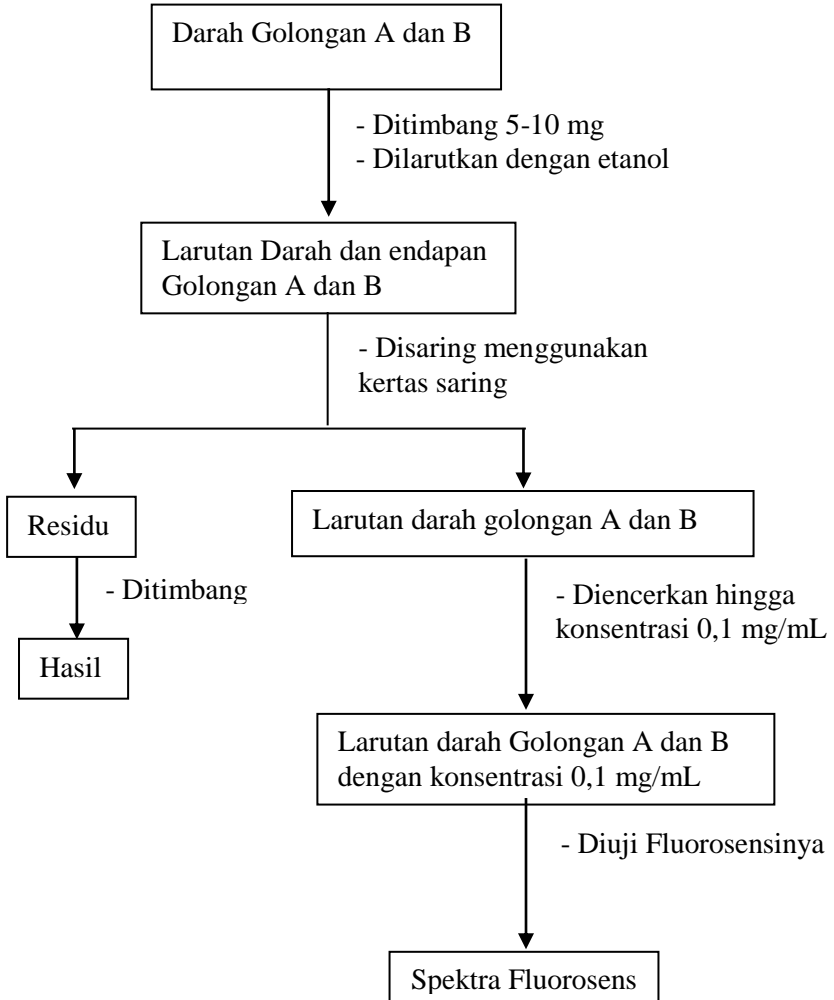 Darah Golongan A dan B
- Ditimbang 5-10 mg
- Dilarutkan dengan etanol
Larutan Darah dan endapan
Golongan A dan B
- Disaring menggunakan
kertas saring
Residu
Larutan darah golongan A dan B
- Ditimbang
- Diencerkan hingga
konsentrasi 0,1 mg/mL
Hasil
Larutan darah Golongan A dan B
dengan konsentrasi 0,1 mg/mL
- Diuji Fluorosensinya
Spektra Fluorosens